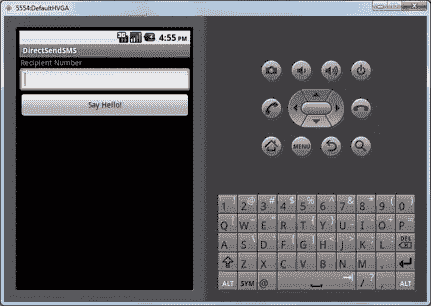 5554:DefaultHVGA
3G 4:55 PM
DirectSendSMS
Recipient Number
Say Hello!
MENU
1 ! 2 @ 3 # 4 $ 5 % 6 ^ 7 & 8 * 9 ( 0 )
Q W E R T Y U I O P
A S D F G H J K L DEL
Z X C V B N M .
ALT SYM @ / ? , ALT